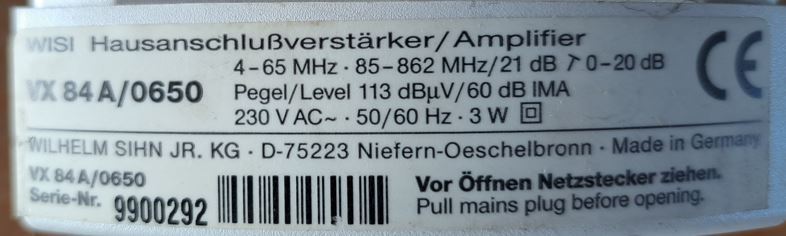 WISI Hausanschlußverstärker/Amplifier
4-65 MHz · 85-862 MHz/21 dB ↗ 0-20 dB
VX 84 A/0650 Pegel/Level 113 dBµV/60 dB IMA
230 V AC~ · 50/60 Hz · 3 W
CE
WILHELM SIHN JR. KG · D-75223 Niefern-Oeschelbronn · Made in Germany
VX 84 A/0650
Serie-Nr. 9900292
Vor Öffnen Netzstecker ziehen.
Pull mains plug before opening.